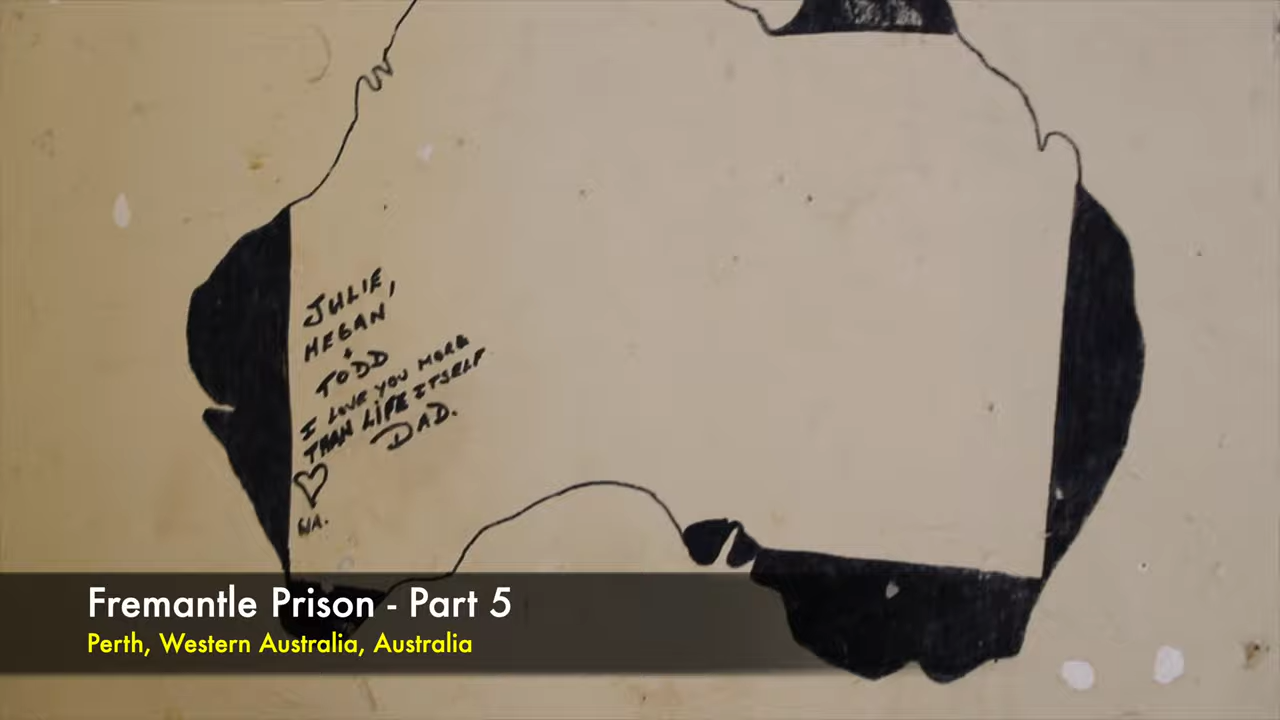 JULIE,
MEGAN
+
TODD
I LOVE YOU MORE
THAN LIFE ITSELF
DAD.
WA.
Fremantle Prison - Part 5
Perth, Western Australia, Australia